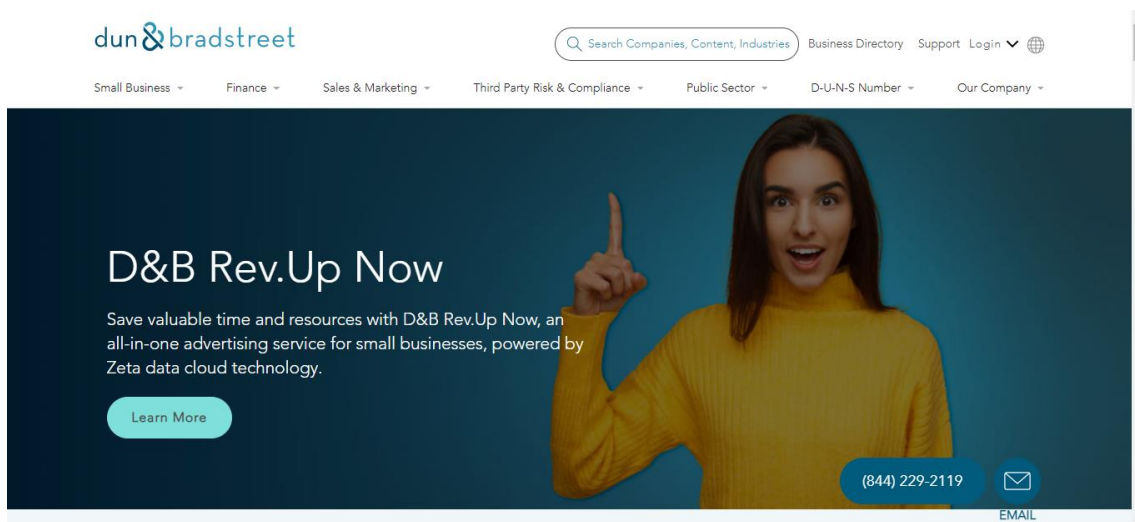 dun & bradstreet
Search Companies, Content, Industries
Business Directory Support Login
Small Business Finance Sales & Marketing Third Party Risk & Compliance Public Sector D-U-N-S Number Our Company
D&B Rev.Up Now
Save valuable time and resources with D&B Rev.Up Now, an
all-in-one advertising service for small businesses, powered by
Zeta data cloud technology.
Learn More
(844) 229-2119
EMAIL